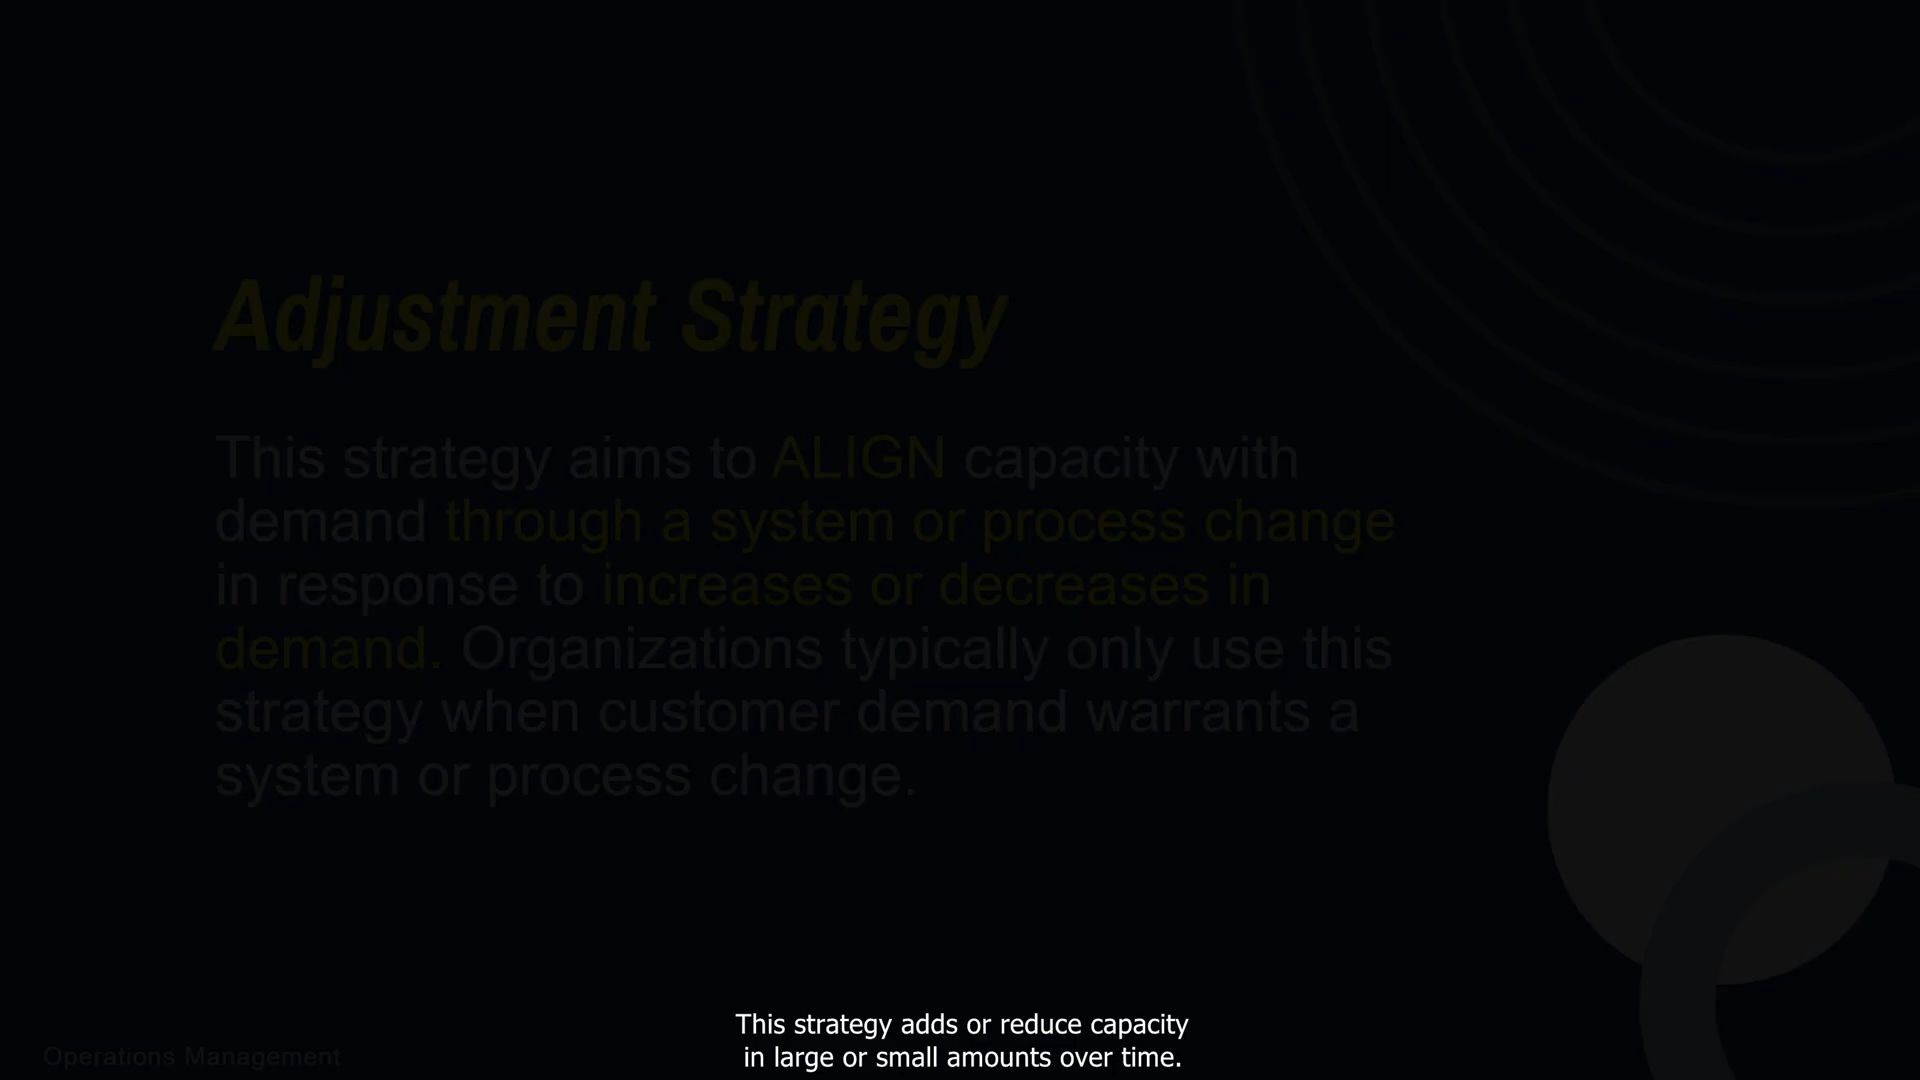 Adjustment Strategy
This strategy aims to ALIGN capacity with
demand through a system or process change
in response to increases or decreases in
demand. Organizations typically only use this
strategy when customer demand warrants a
system or process change.
This strategy adds or reduce capacity
in large or small amounts over time.
Operations Management